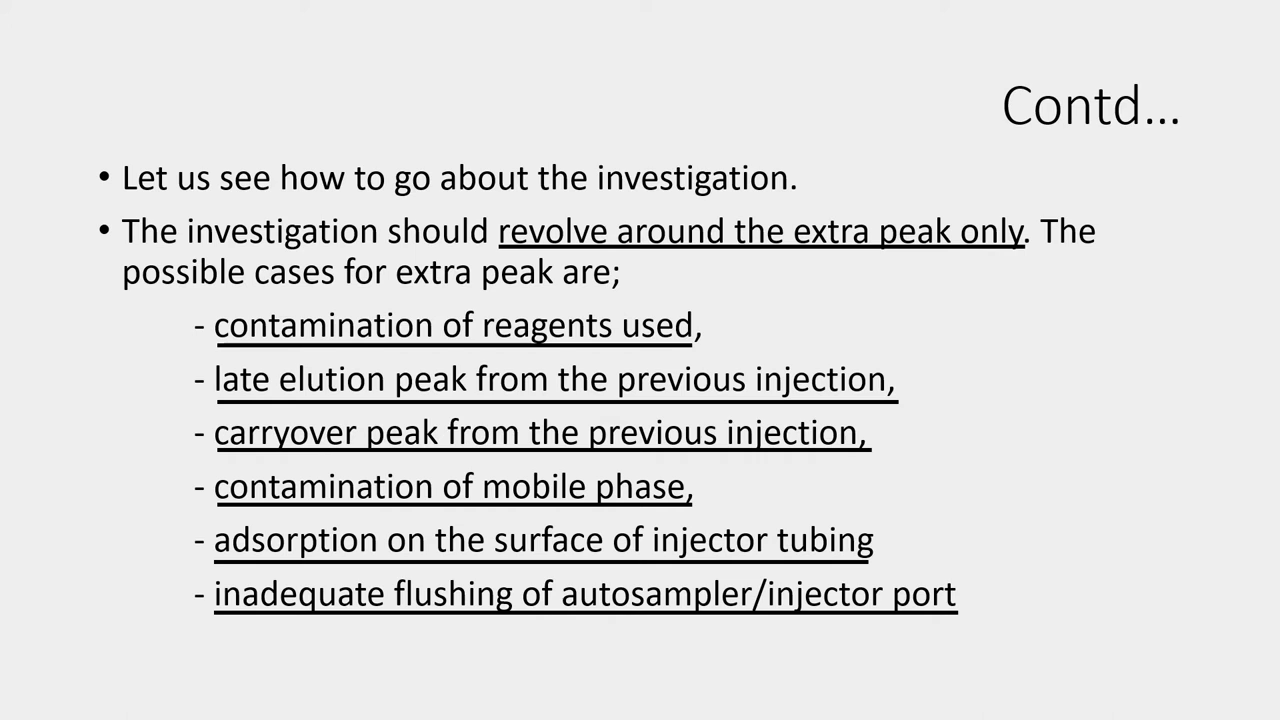 Contd...
• Let us see how to go about the investigation.
• The investigation should revolve around the extra peak only. The
possible cases for extra peak are;
- contamination of reagents used,
- late elution peak from the previous injection,
- carryover peak from the previous injection,
- contamination of mobile phase,
- adsorption on the surface of injector tubing
- inadequate flushing of autosampler/injector port